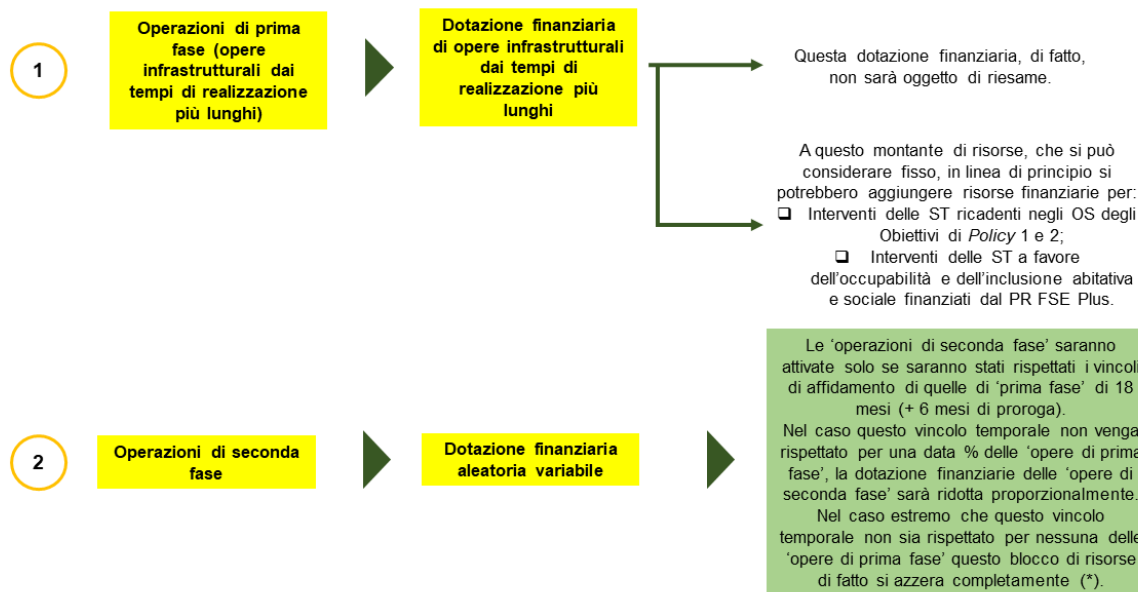 1
Operazioni di prima
fase (opere
infrastrutturali dai
tempi di realizzazione
più lunghi)
Dotazione finanziaria
di opere infrastrutturali
dai tempi di
realizzazione più
lunghi
Questa dotazione finanziaria, di fatto,
non sarà oggetto di riesame.
A questo montante di risorse, che si può
considerare fisso, in linea di principio si
potrebbero aggiungere risorse finanziarie per:
❑ Interventi delle ST ricadenti negli OS degli
Obiettivi di Policy 1 e 2;
❑ Interventi delle ST a favore
dell’occupabilità e dell’inclusione abitativa
e sociale finanziati dal PR FSE Plus.
2
Operazioni di seconda
fase
Dotazione finanziaria
aleatoria variabile
Le ‘operazioni di seconda fase’ saranno
attivate solo se saranno stati rispettati i vincoli
di affidamento di quelle di ‘prima fase’ di 18
mesi (+ 6 mesi di proroga).
Nel caso questo vincolo temporale non venga
rispettato per una data % delle ‘opere di prima
fase’, la dotazione finanziarie delle ‘opere di
seconda fase’ sarà ridotta proporzionalmente.
Nel caso estremo che questo vincolo
temporale non sia rispettato per nessuna delle
‘opere di prima fase’ questo blocco di risorse
di fatto si azzera completamente (*).